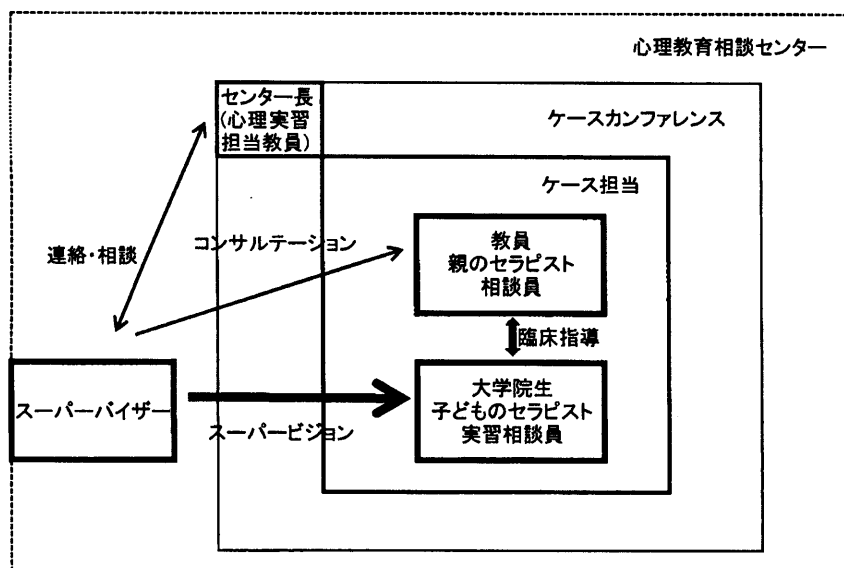 心理教育相談センター
センター長
(心理実習
担当教員)
ケースカンファレンス
ケース担当
連絡・相談
コンサルテーション
教員
親のセラピスト
相談員
臨床指導
スーパーバイザー
スーパービジョン
大学院生
子どものセラピスト
実習相談員